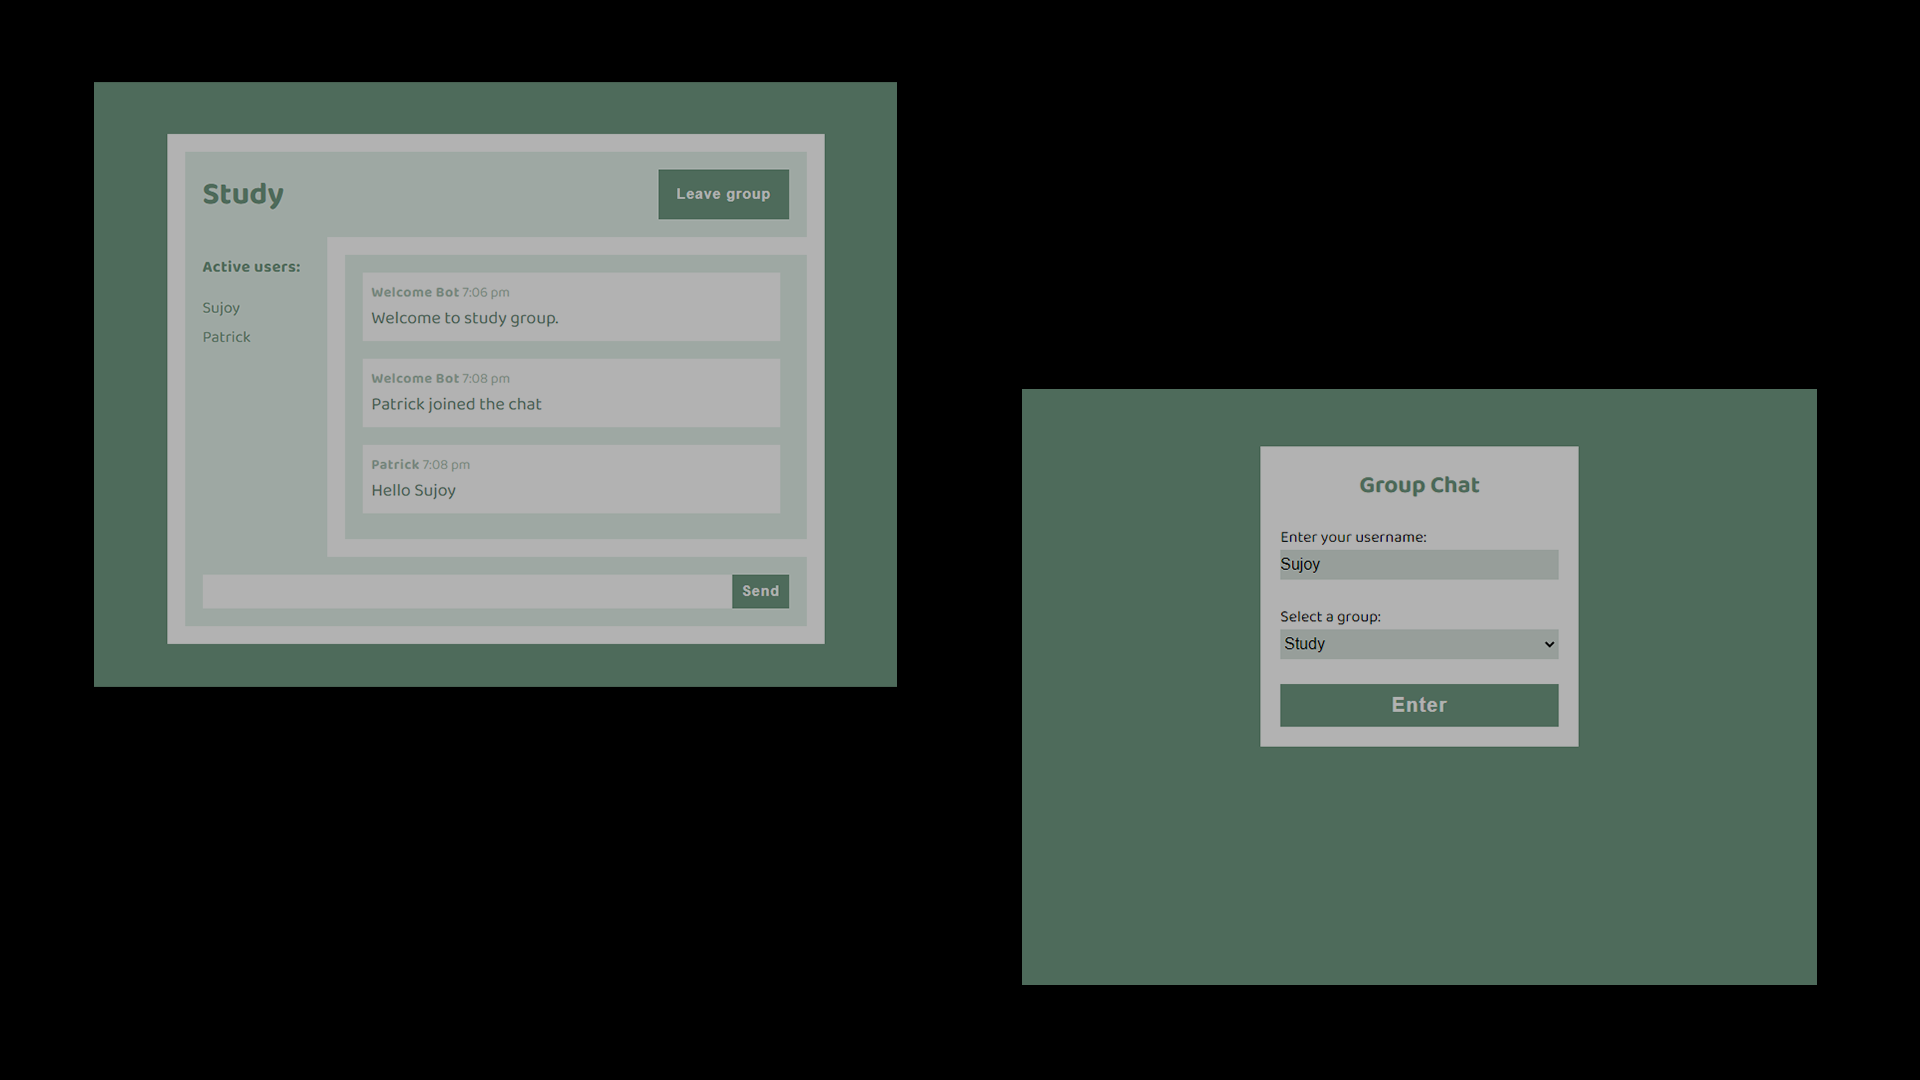 Study
Leave group
Active users:
Sujoy
Patrick
Welcome Bot 7:06 pm
Welcome to study group.
Welcome Bot 7:08 pm
Patrick joined the chat
Patrick 7:08 pm
Hello Sujoy
Send
Group Chat
Enter your username:
Sujoy
Select a group:
Study
Enter